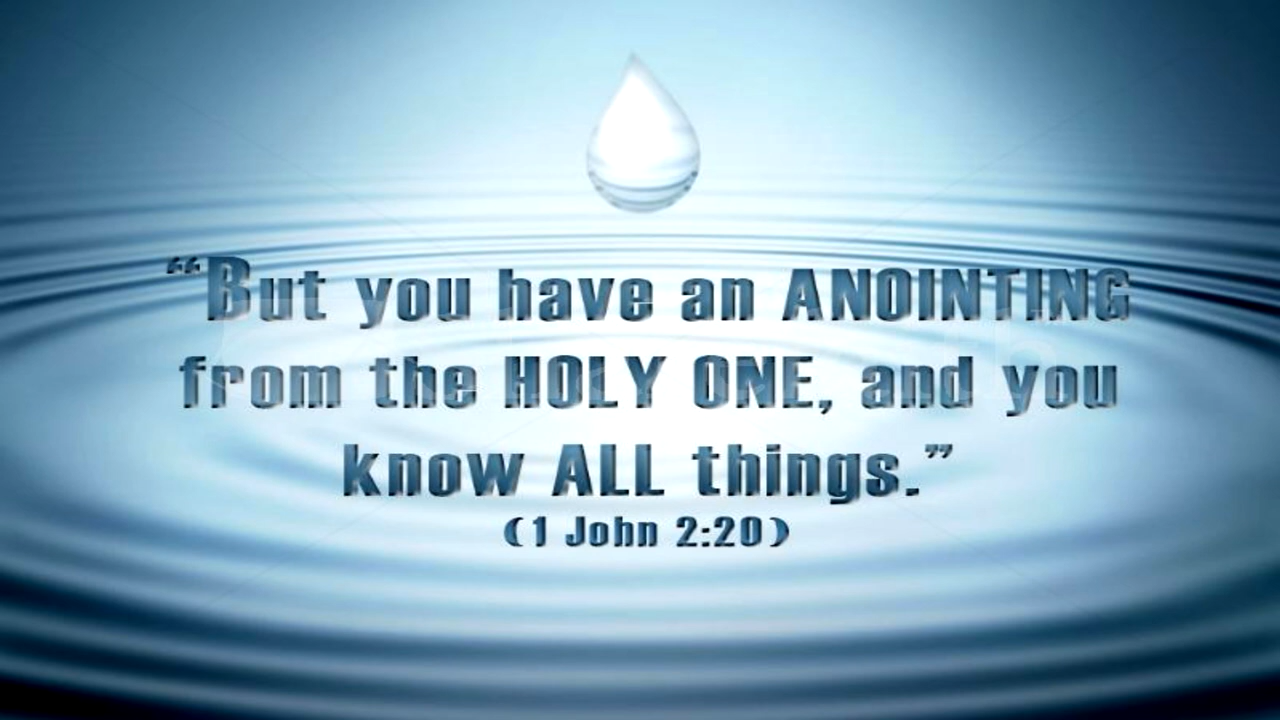 “But you have an ANOINTING
from the HOLY ONE, and you
know ALL things.”
(1 John 2:20)